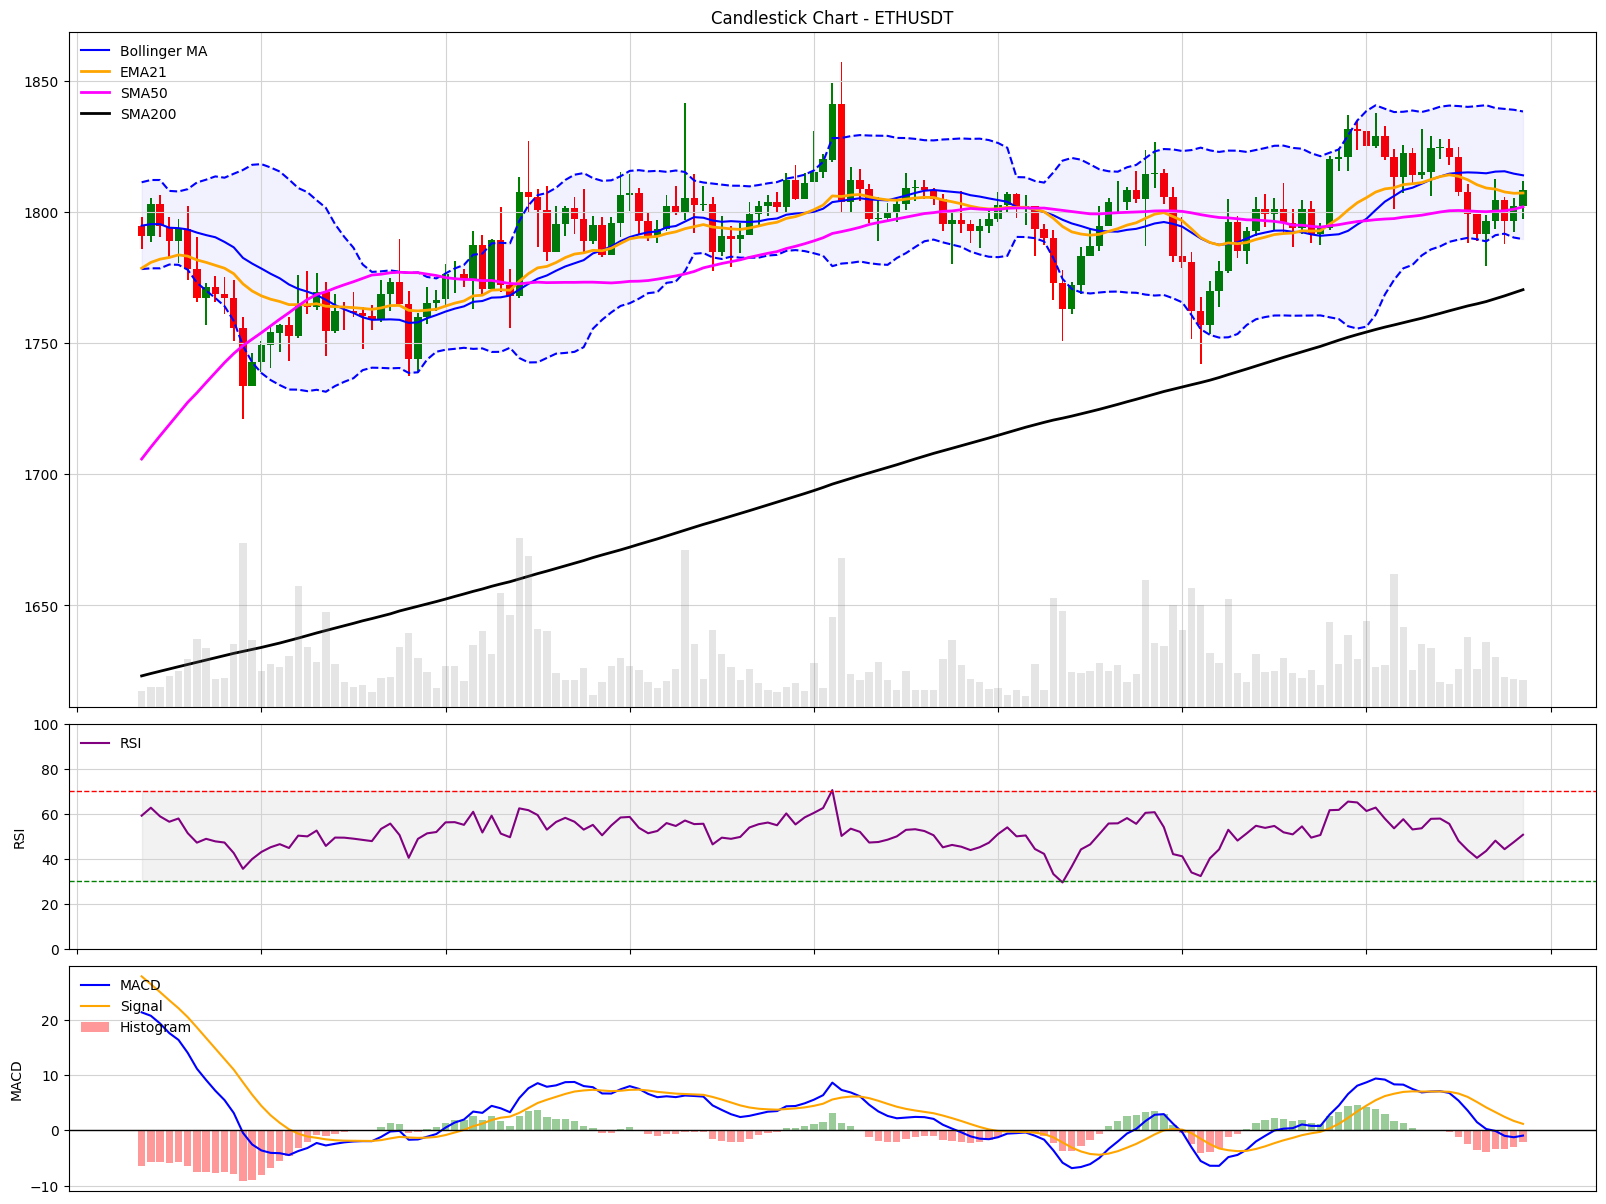 Candlestick Chart - ETHUSDT
Bollinger MA
EMA21
SMA50
SMA200
1850
1800
1750
1700
1650
RSI
100
80
60
40
20
0
RSI
MACD
Signal
Histogram
20
10
0
−10
MACD